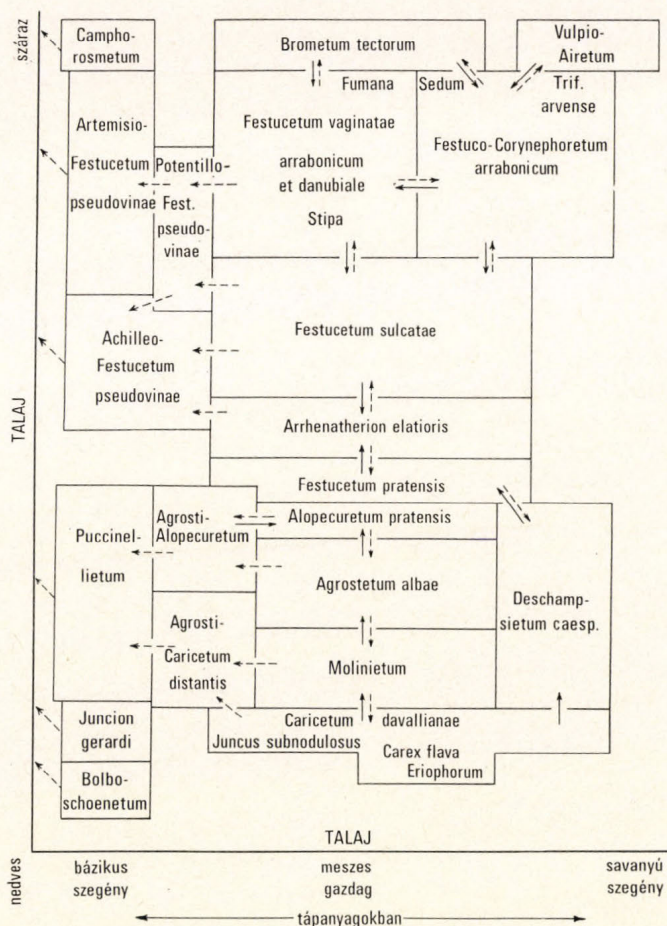 száraz
TALAJ
nedves
Campho-
rosmetum
Brometum tectorum
Vulpio-
Airetum
Artemisio-
Festucetum
pseudovinae
Potentillo-
Fest.
pseudo-
vinae
Fumana
Festucetum vaginatae
arrabonicum
et danubiale
Stipa
Sedum
Trif.
arvense
Festuco-Corynephoretum
arrabonicum
Achilleo-
Festucetum
pseudovinae
Festucetum sulcatae
Arrhenatherion elatioris
Festucetum pratensis
Puccinel-
lietum
Agrosti-
Alopecuretum
Alopecuretum pratensis
Agrostetum albae
Deschamp-
sietum caesp.
Agrosti-
Caricetum
distantis
Molinietum
Juncion
gerardi
Caricetum davallianae
Juncus subnodulosus
Carex flava
Eriophorum
Bolbo-
schoenetum
TALAJ
bázikus
szegény
meszes
gazdag
savanyú
szegény
tápanyagokban